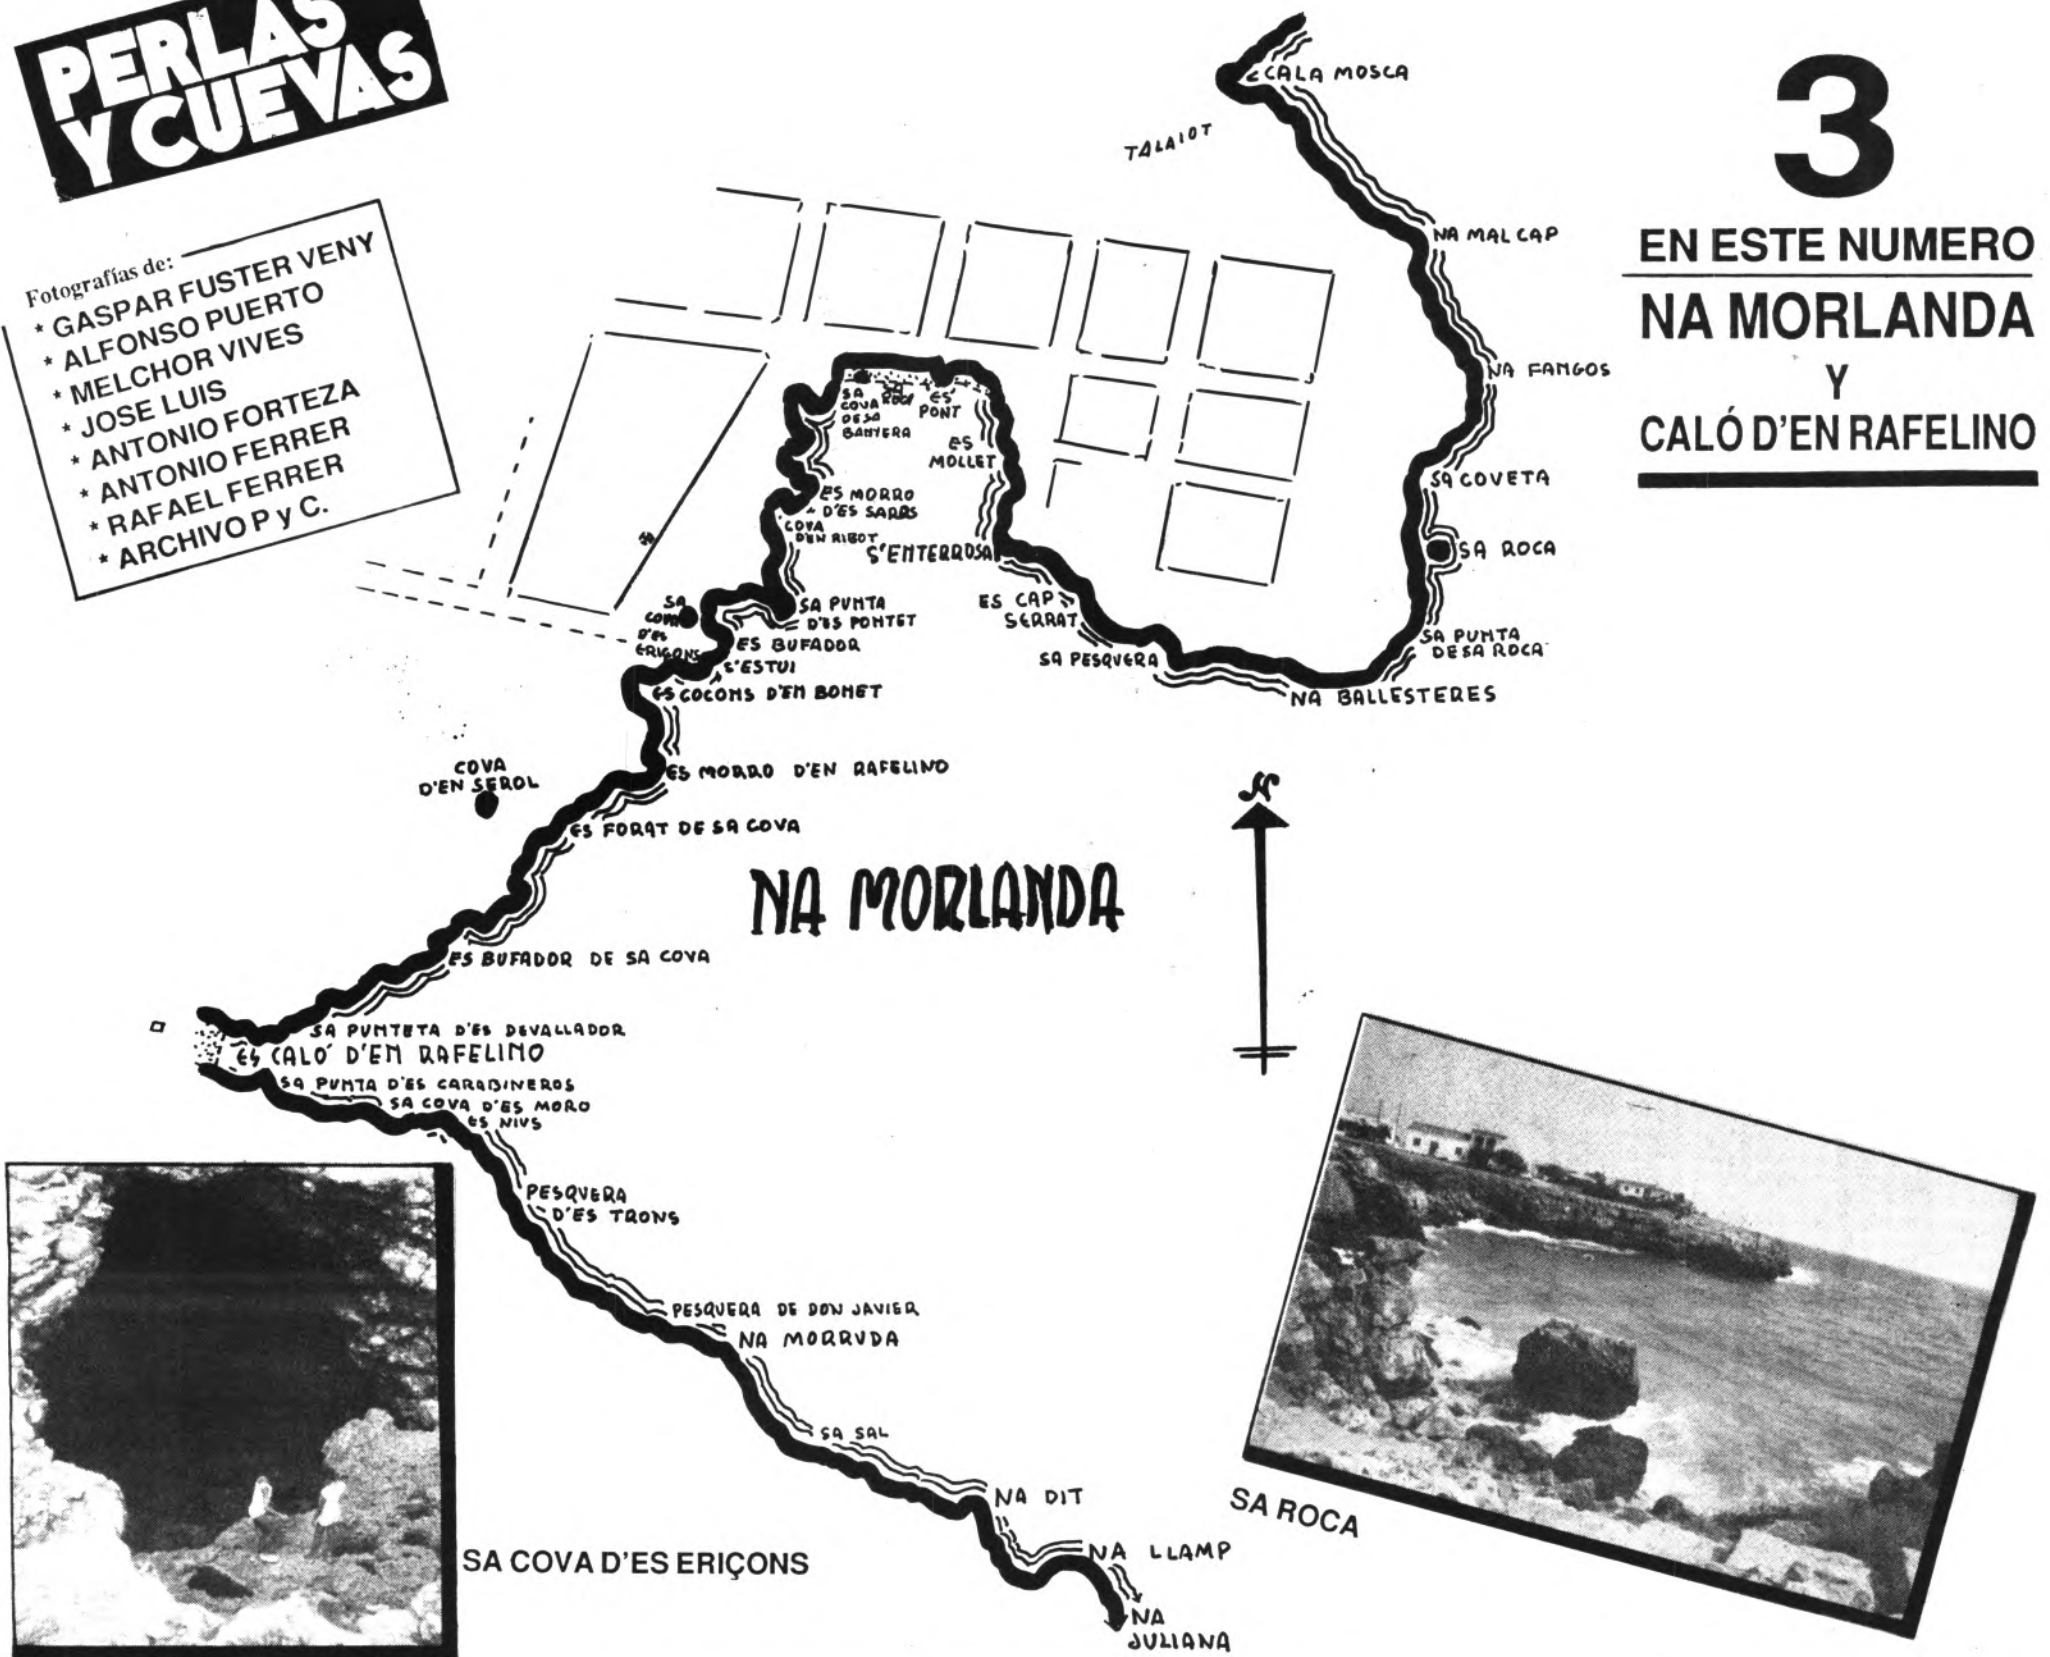 PERLAS
Y CUEVAS
Fotografías de:
* GASPAR FUSTER VENY
* ALFONSO PUERTO
* MELCHOR VIVES
* JOSE LUIS
* ANTONIO FORTEZA
* ANTONIO FERRER
* RAFAEL FERRER
* ARCHIVO P y C.
3
EN ESTE NUMERO
NA MORLANDA
Y
CALÓ D'EN RAFELINO
CALA MOSCA
TALAIOT
NA MAL CAP
NA FANGOS
SA COVETA
SA ROCA
SA PUNTA
DE SA ROCA
NA BALLESTERES
SA PESQVERA
ES CAP
SERRAT
S'ENTERROSA
ES
MOLLET
ES
PONT
SA
COVA
DE SA
BANYERA
ES MORRO
D'ES SARRS
COVA
D'EN RIBOT
SA PUNTA
D'ES PONTET
SA
COVA
D'ES
ERIÇONS
ES BUFADOR
S'ESTUI
ES COCONS D'EN BONET
ES MORRO D'EN RAFELINO
COVA
D'EN SEROL
ES FORAT DE SA COVA
NA MORLANDA
N
ES BUFADOR DE SA COVA
SA PUNTETA D'ES DEVALLADOR
ES CALÓ D'EN RAFELINO
SA PUNTA D'ES CARABINEROS
SA COVA D'ES MORO
ES NIVS
PESQVERA
D'ES TRONS
PESQVERA DE DON JAVIER
NA MORRVDA
SA SAL
NA DIT
NA LLAMP
NA
JULIANA
SA COVA D'ES ERIÇONS
SA ROCA